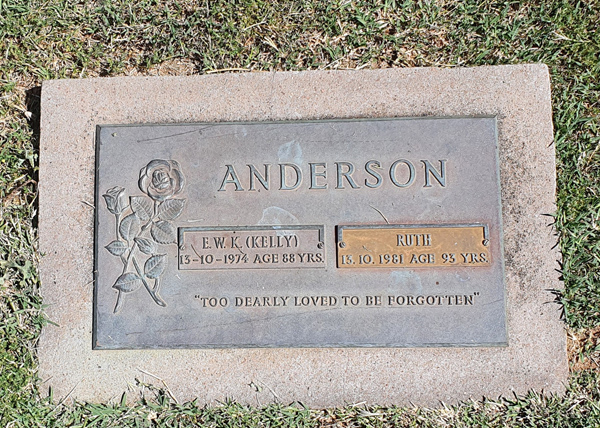 ANDERSON
E.W.K. (KELLY)
13-10-1974 AGE 88 YRS.
RUTH
13.10.1981 AGE 93 YRS.
"TOO DEARLY LOVED TO BE FORGOTTEN"